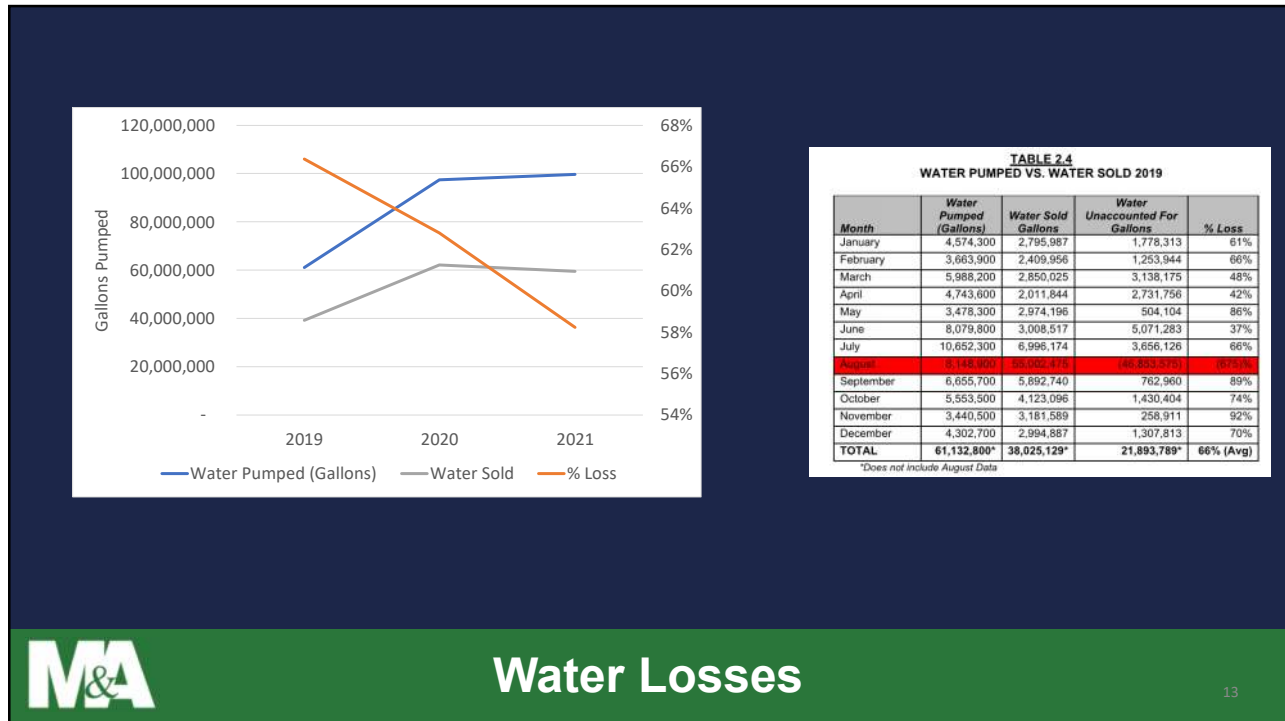 120,000,000
100,000,000
80,000,000
60,000,000
40,000,000
20,000,000
-
Gallons Pumped
68%
66%
64%
62%
60%
58%
56%
54%
2019 2020 2021
Water Pumped (Gallons) Water Sold % Loss
TABLE 2.4
WATER PUMPED VS. WATER SOLD 2019
Month Water Pumped (Gallons) Water Sold Gallons Water Unaccounted For Gallons % Loss
January 4,574,300 2,795,987 1,778,313 61%
February 3,663,900 2,409,956 1,253,944 66%
March 5,988,200 2,850,025 3,138,175 48%
April 4,743,600 2,011,844 2,731,756 42%
May 3,478,300 2,974,196 504,104 86%
June 8,079,800 3,008,517 5,071,283 37%
July 10,652,300 6,996,174 3,656,126 66%
August
September 6,655,700 5,892,740 762,960 89%
October 5,553,500 4,123,096 1,430,404 74%
November 3,440,500 3,181,589 258,911 92%
December 4,302,700 2,994,887 1,307,813 70%
TOTAL 61,132,800* 38,025,129* 21,893,789* 66% (Avg)
*Does not include August Data
M&A
Water Losses
13